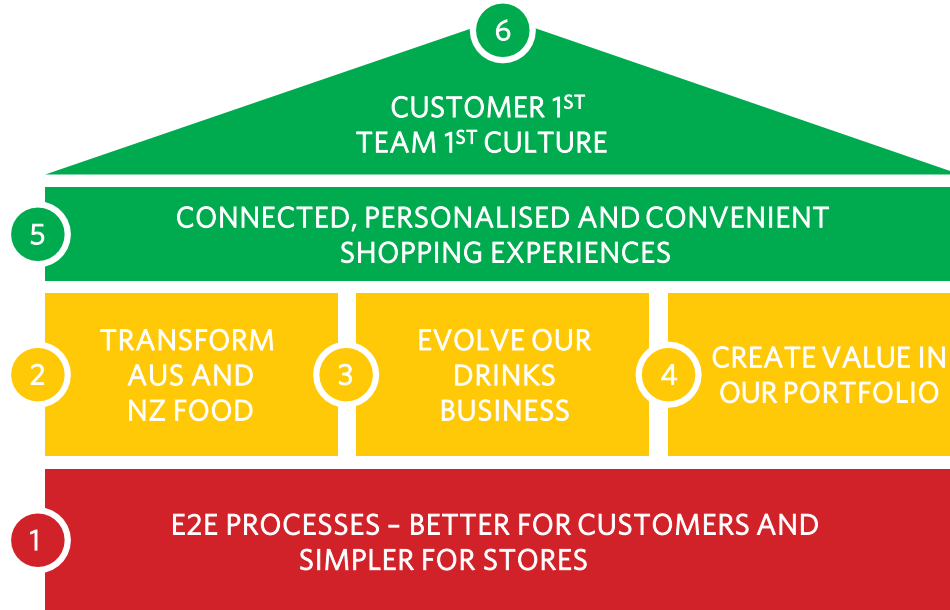 6
CUSTOMER 1ST
TEAM 1ST CULTURE
5
CONNECTED, PERSONALISED AND CONVENIENT
SHOPPING EXPERIENCES
2
TRANSFORM
AUS AND
NZ FOOD
3
EVOLVE OUR
DRINKS
BUSINESS
4
CREATE VALUE IN
OUR PORTFOLIO
1
E2E PROCESSES – BETTER FOR CUSTOMERS AND
SIMPLER FOR STORES